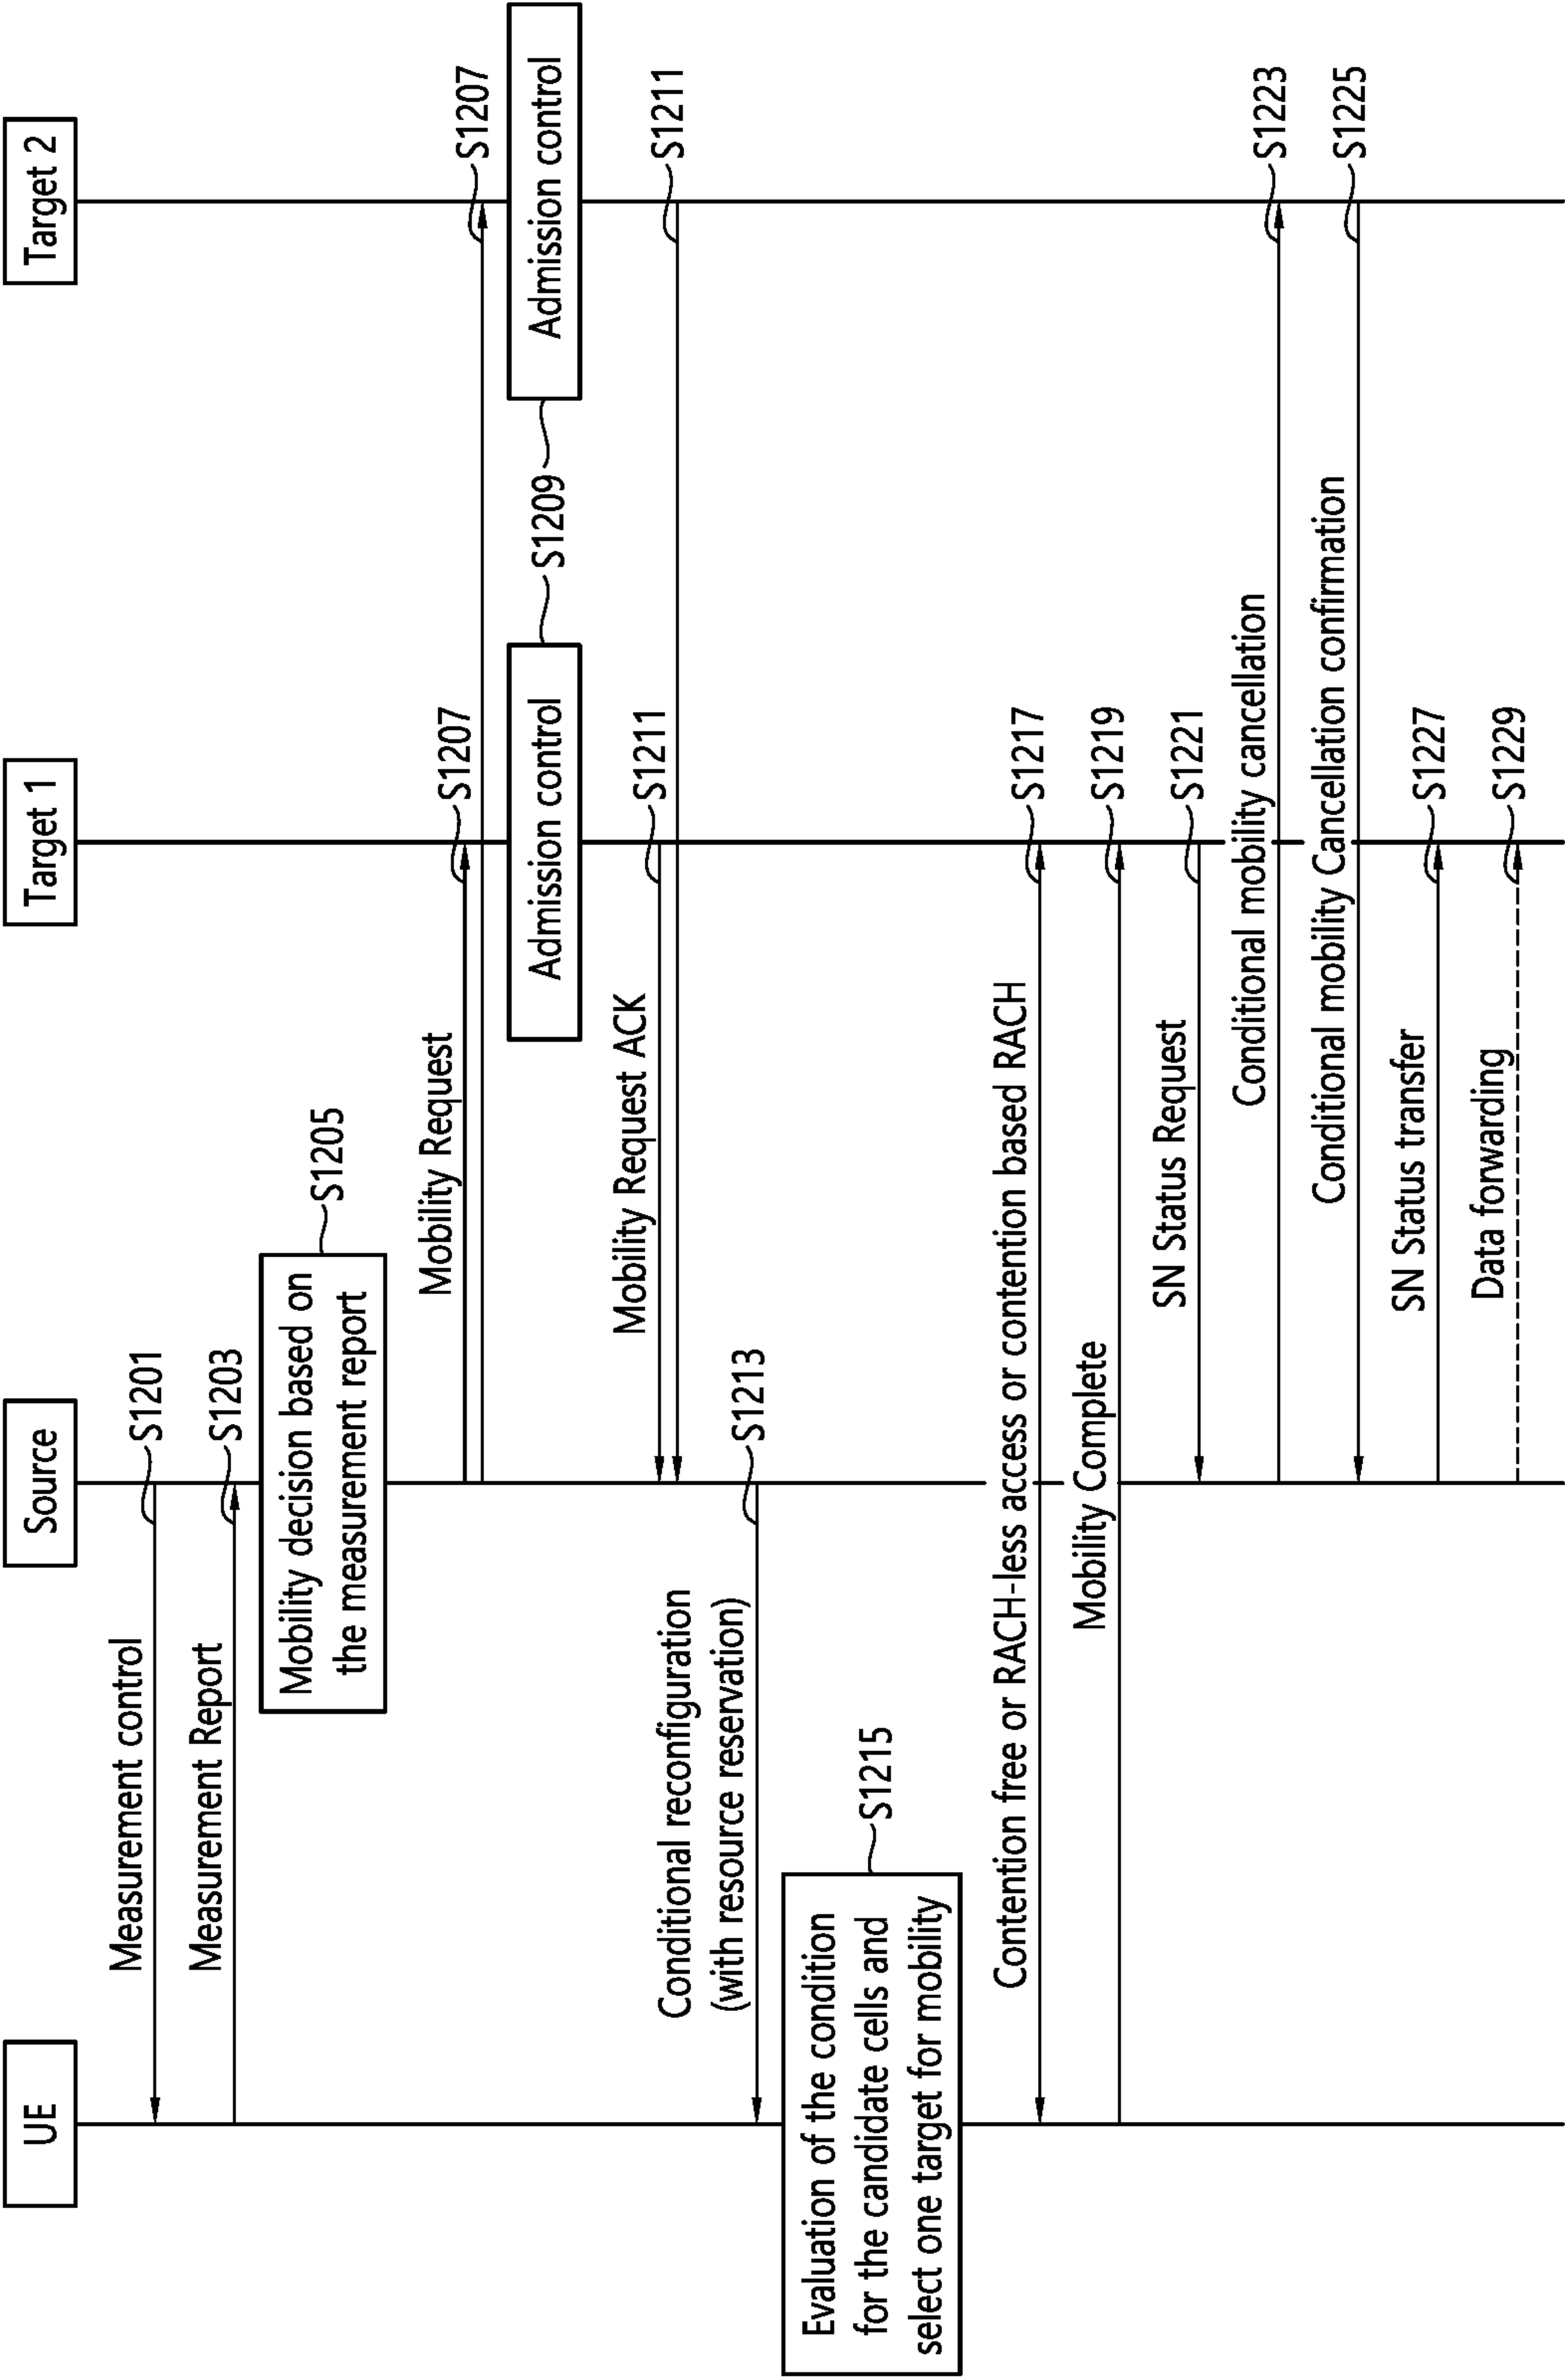 UE
Source
Target 1
Target 2
Measurement control
S1201
Measurement Report
S1203
Mobility decision based on
the measurement report
S1205
Mobility Request
S1207
S1207
Admission control
S1209
Admission control
Mobility Request ACK
S1211
S1211
Conditional reconfiguration
(with resource reservation)
S1213
Evaluation of the condition
for the candidate cells and
select one target for mobility
S1215
Contention free or RACH-less access or contention based RACH
S1217
Mobility Complete
S1219
SN Status Request
S1221
Conditional mobility cancellation
S1223
Conditional mobility Cancellation confirmation
S1225
SN Status transfer
S1227
Data forwarding
S1229